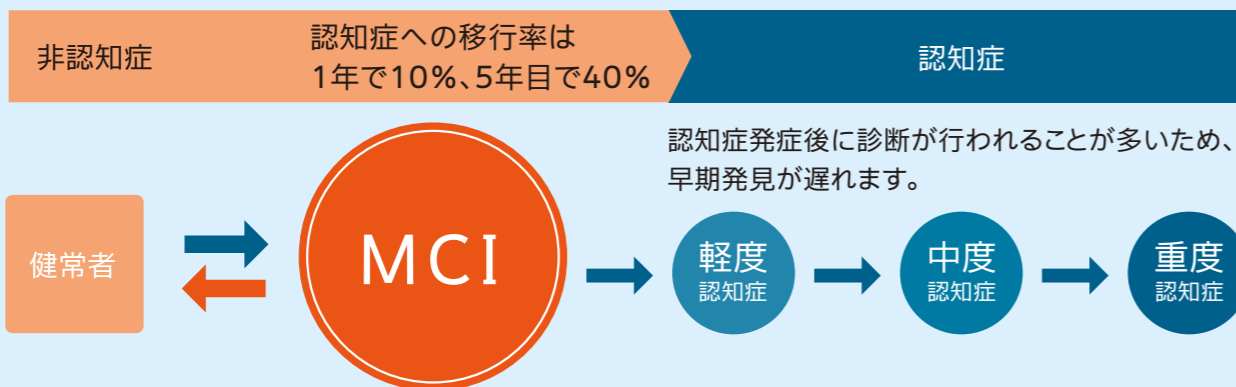 非認知症
認知症への移行率は
1年で10%、5年目で40%
認知症
認知症発症後に診断が行われることが多いため、
早期発見が遅れます。
健常者
MCI
軽度
認知症
中度
認知症
重度
認知症